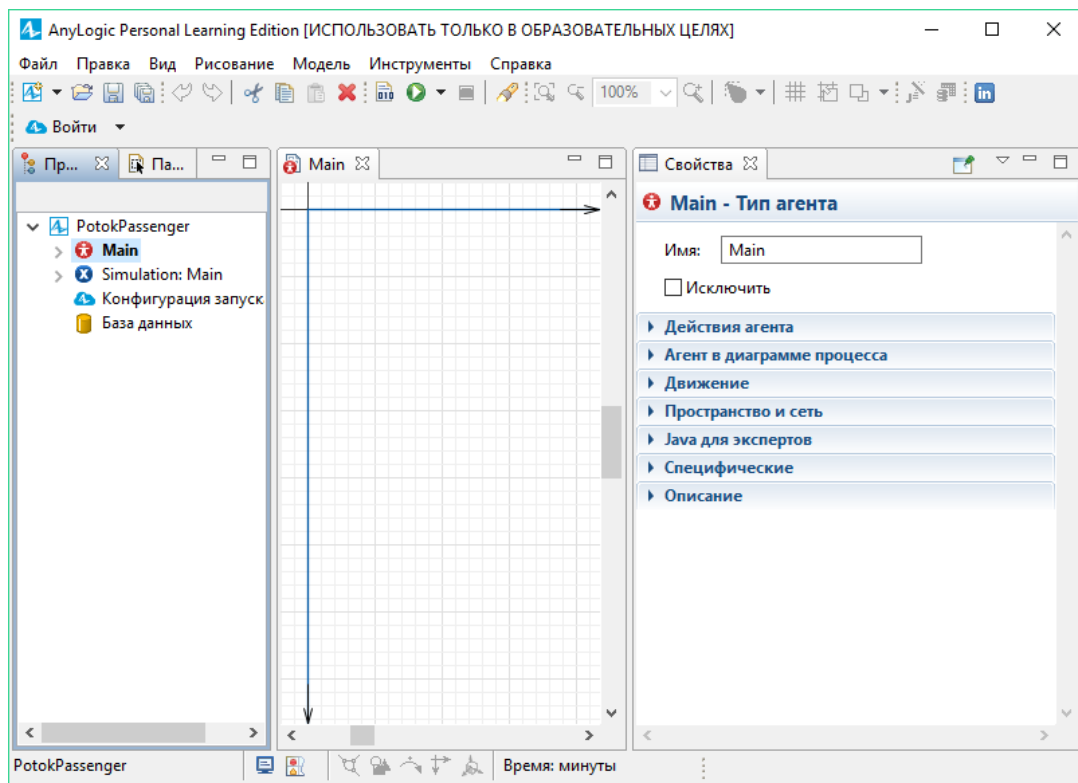 AnyLogic Personal Learning Edition [ИСПОЛЬЗОВАТЬ ТОЛЬКО В ОБРАЗОВАТЕЛЬНЫХ ЦЕЛЯХ]
Файл Правка Вид Рисование Модель Инструменты Справка
010 100% in
Войти
Пр... Па...
PotokPassenger
Main
Simulation: Main
Конфигурация запуск
База данных
Main
Свойства
Main - Тип агента
Имя: Main
Исключить
Действия агента
Агент в диаграмме процесса
Движение
Пространство и сеть
Java для экспертов
Специфические
Описание
PotokPassenger Время: минуты